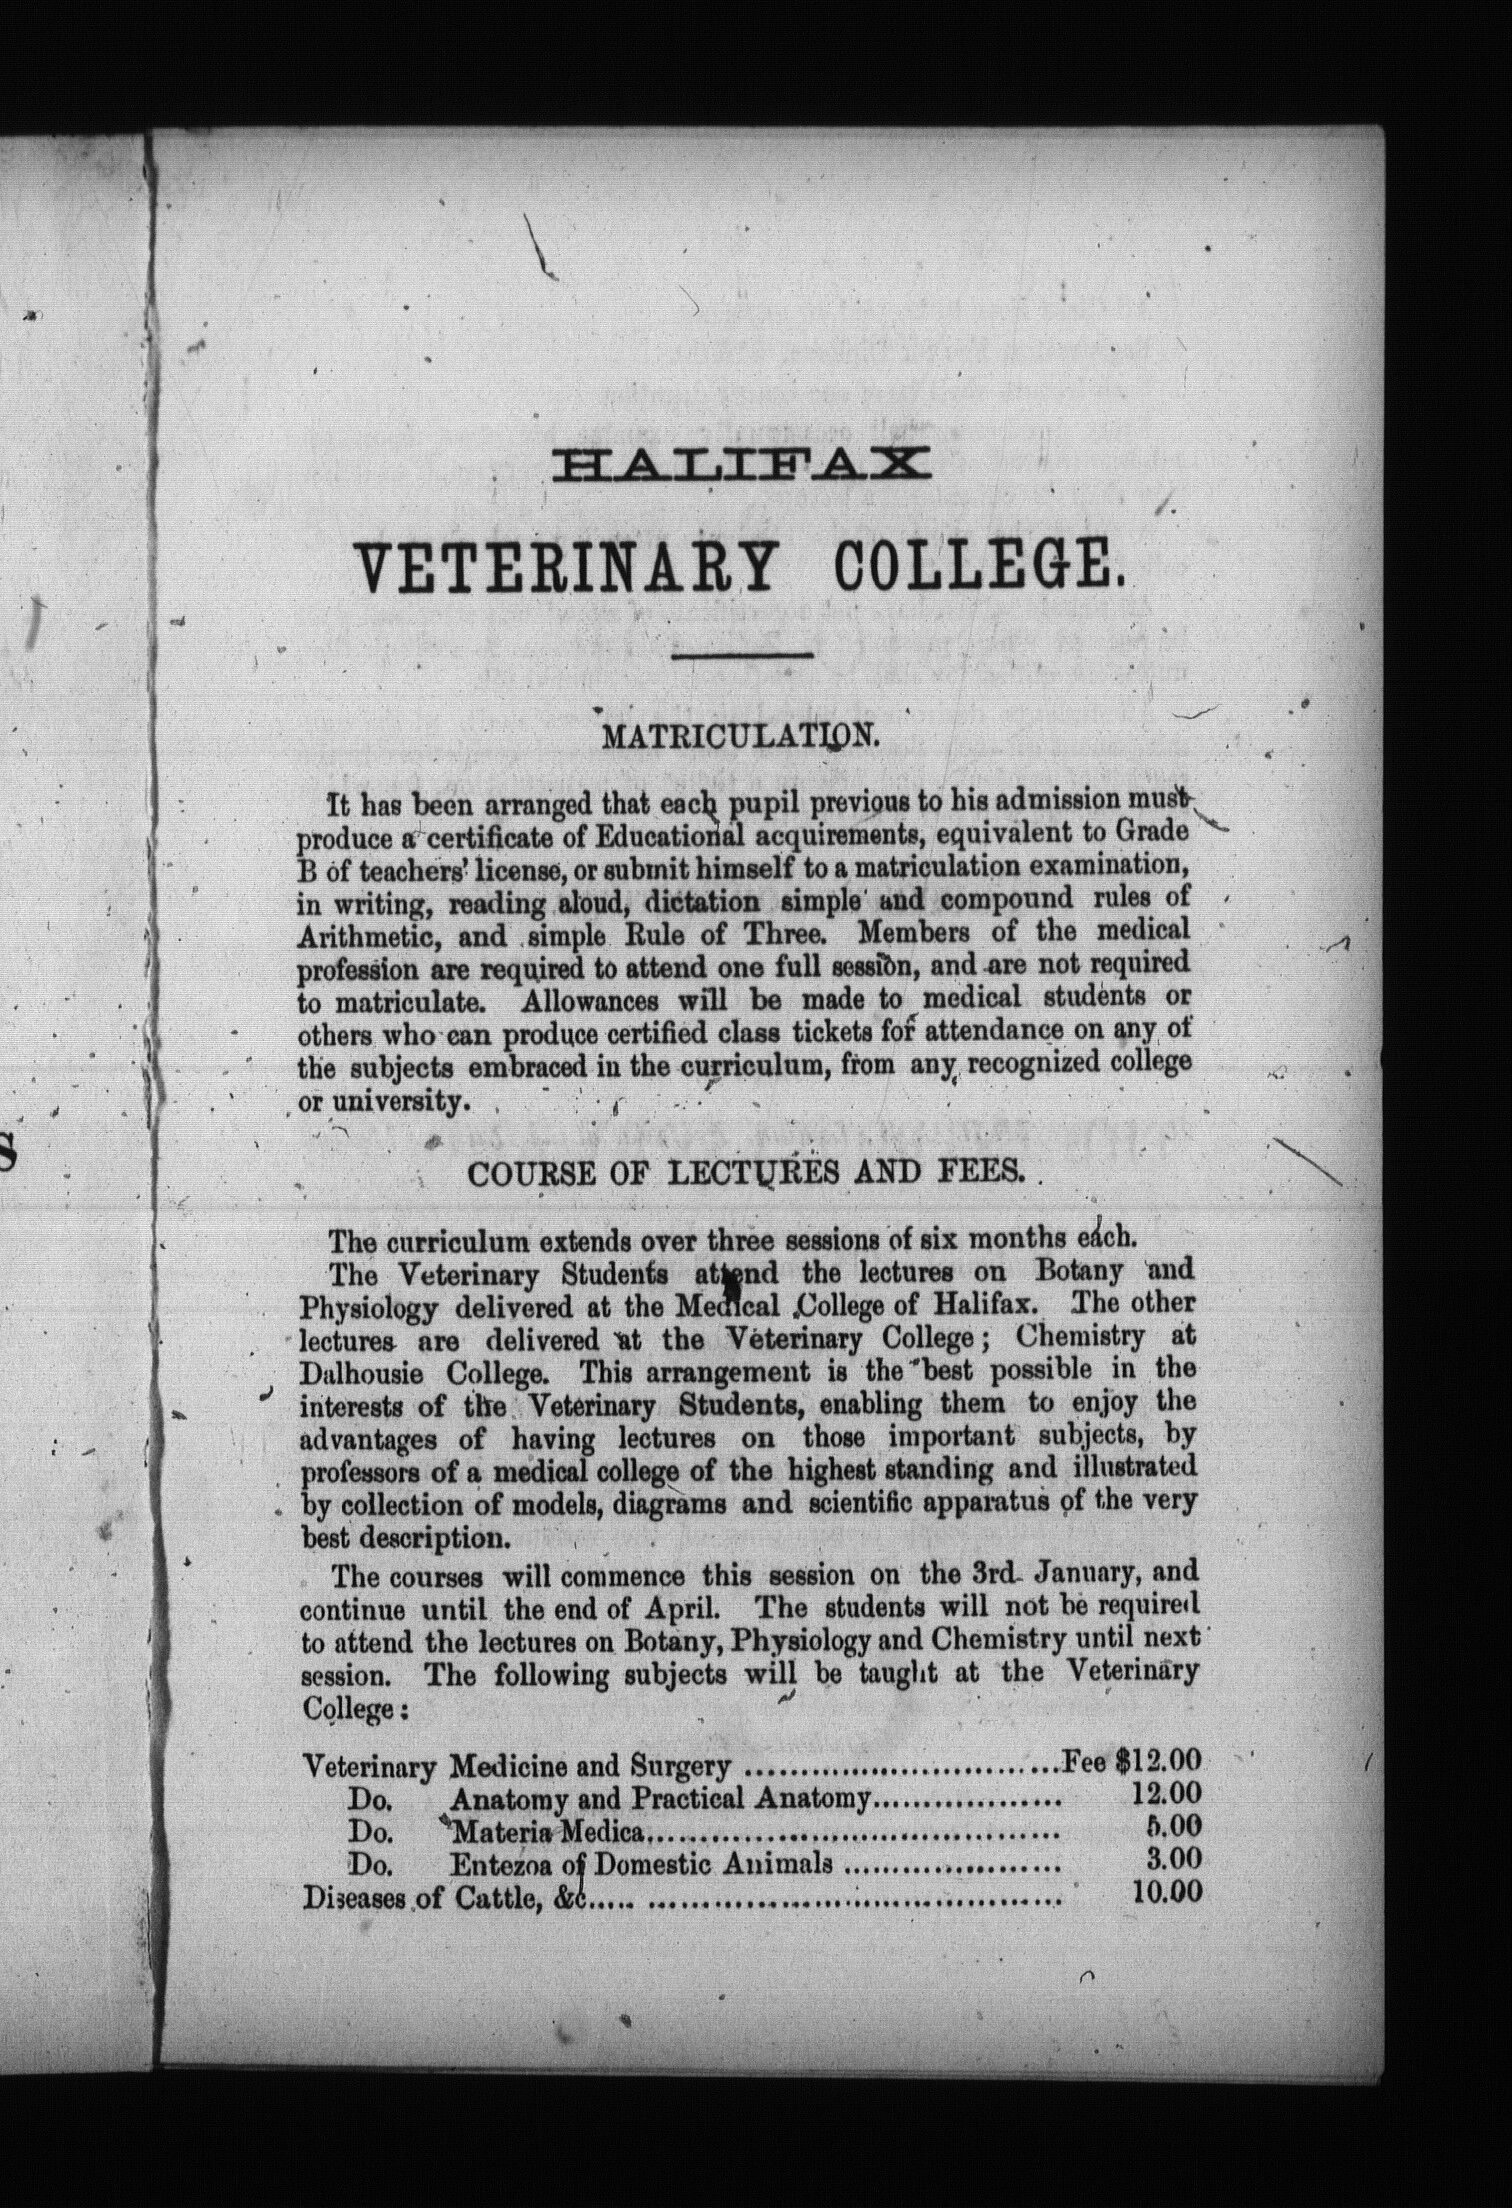 HALIFAX
VETERINARY COLLEGE.
MATRICULATION.
It has been arranged that each pupil previous to his admission must
produce a certificate of Educational acquirements, equivalent to Grade
B of teachers' license, or submit himself to a matriculation examination,
in writing, reading aloud, dictation simple and compound rules of
Arithmetic, and simple Rule of Three. Members of the medical
profession are required to attend one full session, and are not required
to matriculate. Allowances will be made to medical students or
others who can produce certified class tickets for attendance on any of
the subjects embraced in the curriculum, from any recognized college
or university.
S
COURSE OF LECTURES AND FEES.
The curriculum extends over three sessions of six months each.
The Veterinary Students attend the lectures on Botany and
Physiology delivered at the Medical College of Halifax. The other
lectures are delivered at the Veterinary College; Chemistry at
Dalhousie College. This arrangement is the best possible in the
interests of the Veterinary Students, enabling them to enjoy the
advantages of having lectures on those important subjects, by
professors of a medical college of the highest standing and illustrated
by collection of models, diagrams and scientific apparatus of the very
best description.
The courses will commence this session on the 3rd January, and
continue until the end of April. The students will not be required
to attend the lectures on Botany, Physiology and Chemistry until next
session. The following subjects will be taught at the Veterinary
College:
Veterinary Medicine and Surgery ..............................Fee $12.00
Do. Anatomy and Practical Anatomy.................. 12.00
Do. Materia Medica....................................... 5.00
Do. Entezoa of Domestic Animals ..................... 3.00
Diseases of Cattle, &c..... ........................................ 10.00